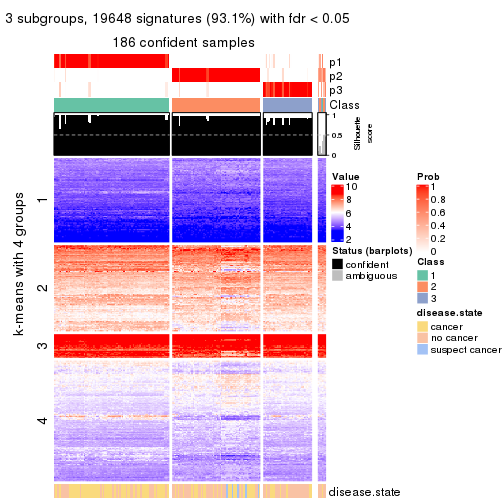 3 subgroups, 19648 signatures (93.1%) with fdr < 0.05
186 confident samples
p1
p2
p3
Class
1
0.5
0
Silhouette
score
k-means with 4 groups
1
2
3
4
Value
10
8
6
4
2
Prob
1
0.8
0.6
0.4
0.2
0
Status (barplots)
confident
ambiguous
Class
1
2
3
disease.state
cancer
no cancer
suspect cancer
disease.state